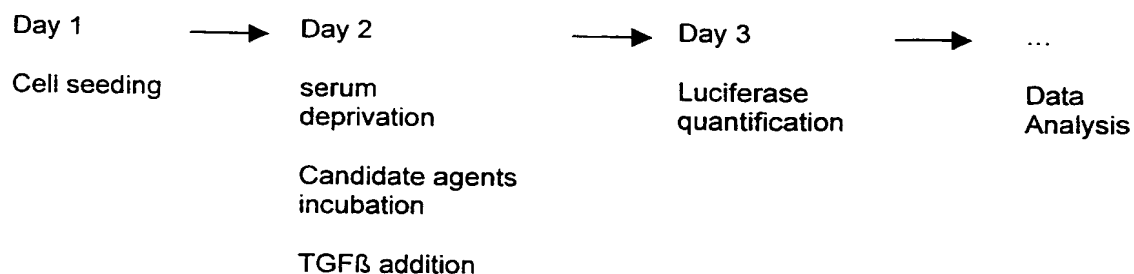 Day 1
Day 2
Day 3
...
Cell seeding
serum
deprivation
Candidate agents
incubation
TGFß addition
Luciferase
quantification
Data
Analysis